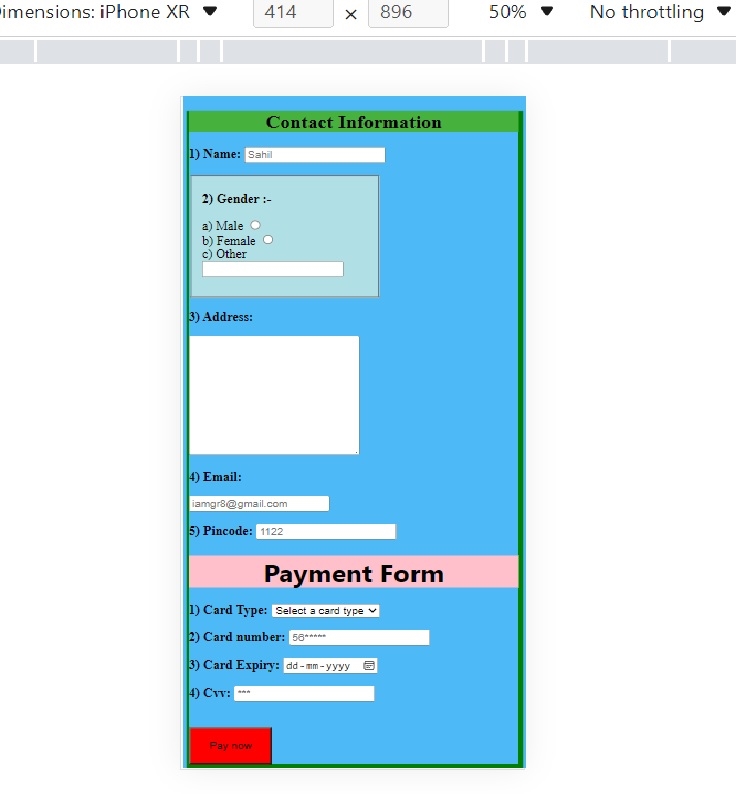 imensions: iPhone XR 414 × 896 50% No throttling
Contact Information
1) Name: Sahil
2) Gender :-
a) Male
b) Female
c) Other
3) Address:
4) Email:
iamgr8@gmail.com
5) Pincode: 1122
Payment Form
1) Card Type: Select a card type
2) Card number: 56*****
3) Card Expiry: dd-mm-yyyy
4) Cvv: ***
Pay now